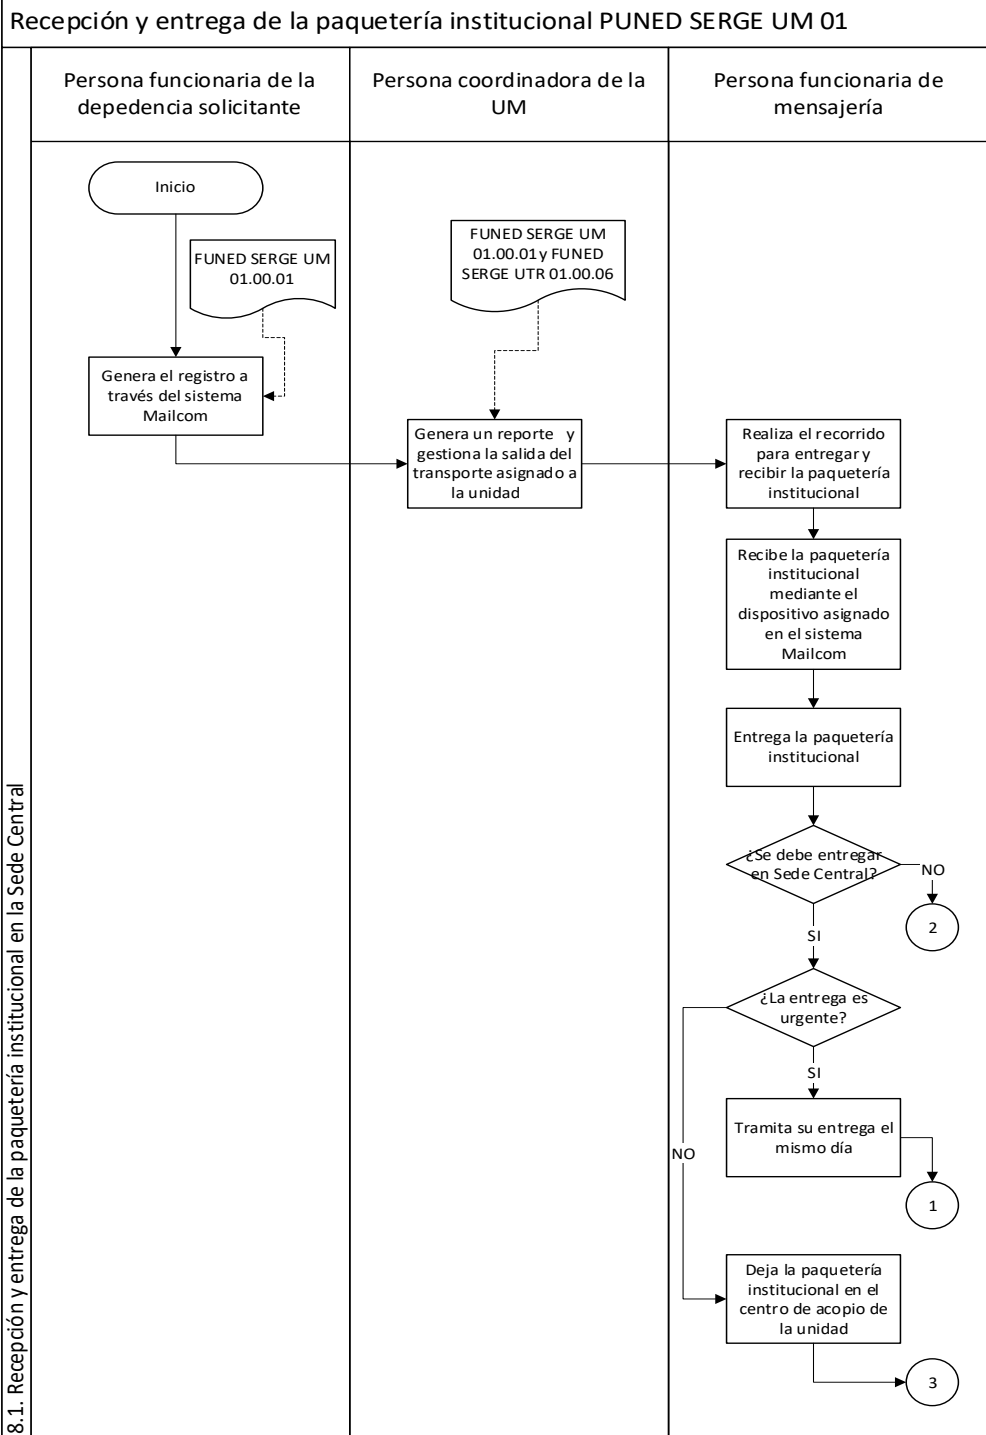 Recepción y entrega de la paquetería institucional PUNED SERGE UM 01
8.1. Recepción y entrega de la paquetería institucional en la Sede Central
Persona funcionaria de la
depedencia solicitante
Persona coordinadora de la
UM
Persona funcionaria de
mensajería
Inicio
FUNED SERGE UM
01.00.01
Genera el registro a
través del sistema
Mailcom
FUNED SERGE UM
01.00.01 y FUNED
SERGE UTR 01.00.06
Genera un reporte y
gestiona la salida del
transporte asignado a
la unidad
Realiza el recorrido
para entregar y
recibir la paquetería
institucional
Recibe la paquetería
institucional
mediante el
dispositivo asignado
en el sistema
Mailcom
Entrega la paquetería
institucional
¿Se debe entregar
en Sede Central?
NO
2
SI
¿La entrega es
urgente?
SI
Tramita su entrega el
mismo día
NO
1
Deja la paquetería
institucional en el
centro de acopio de
la unidad
3